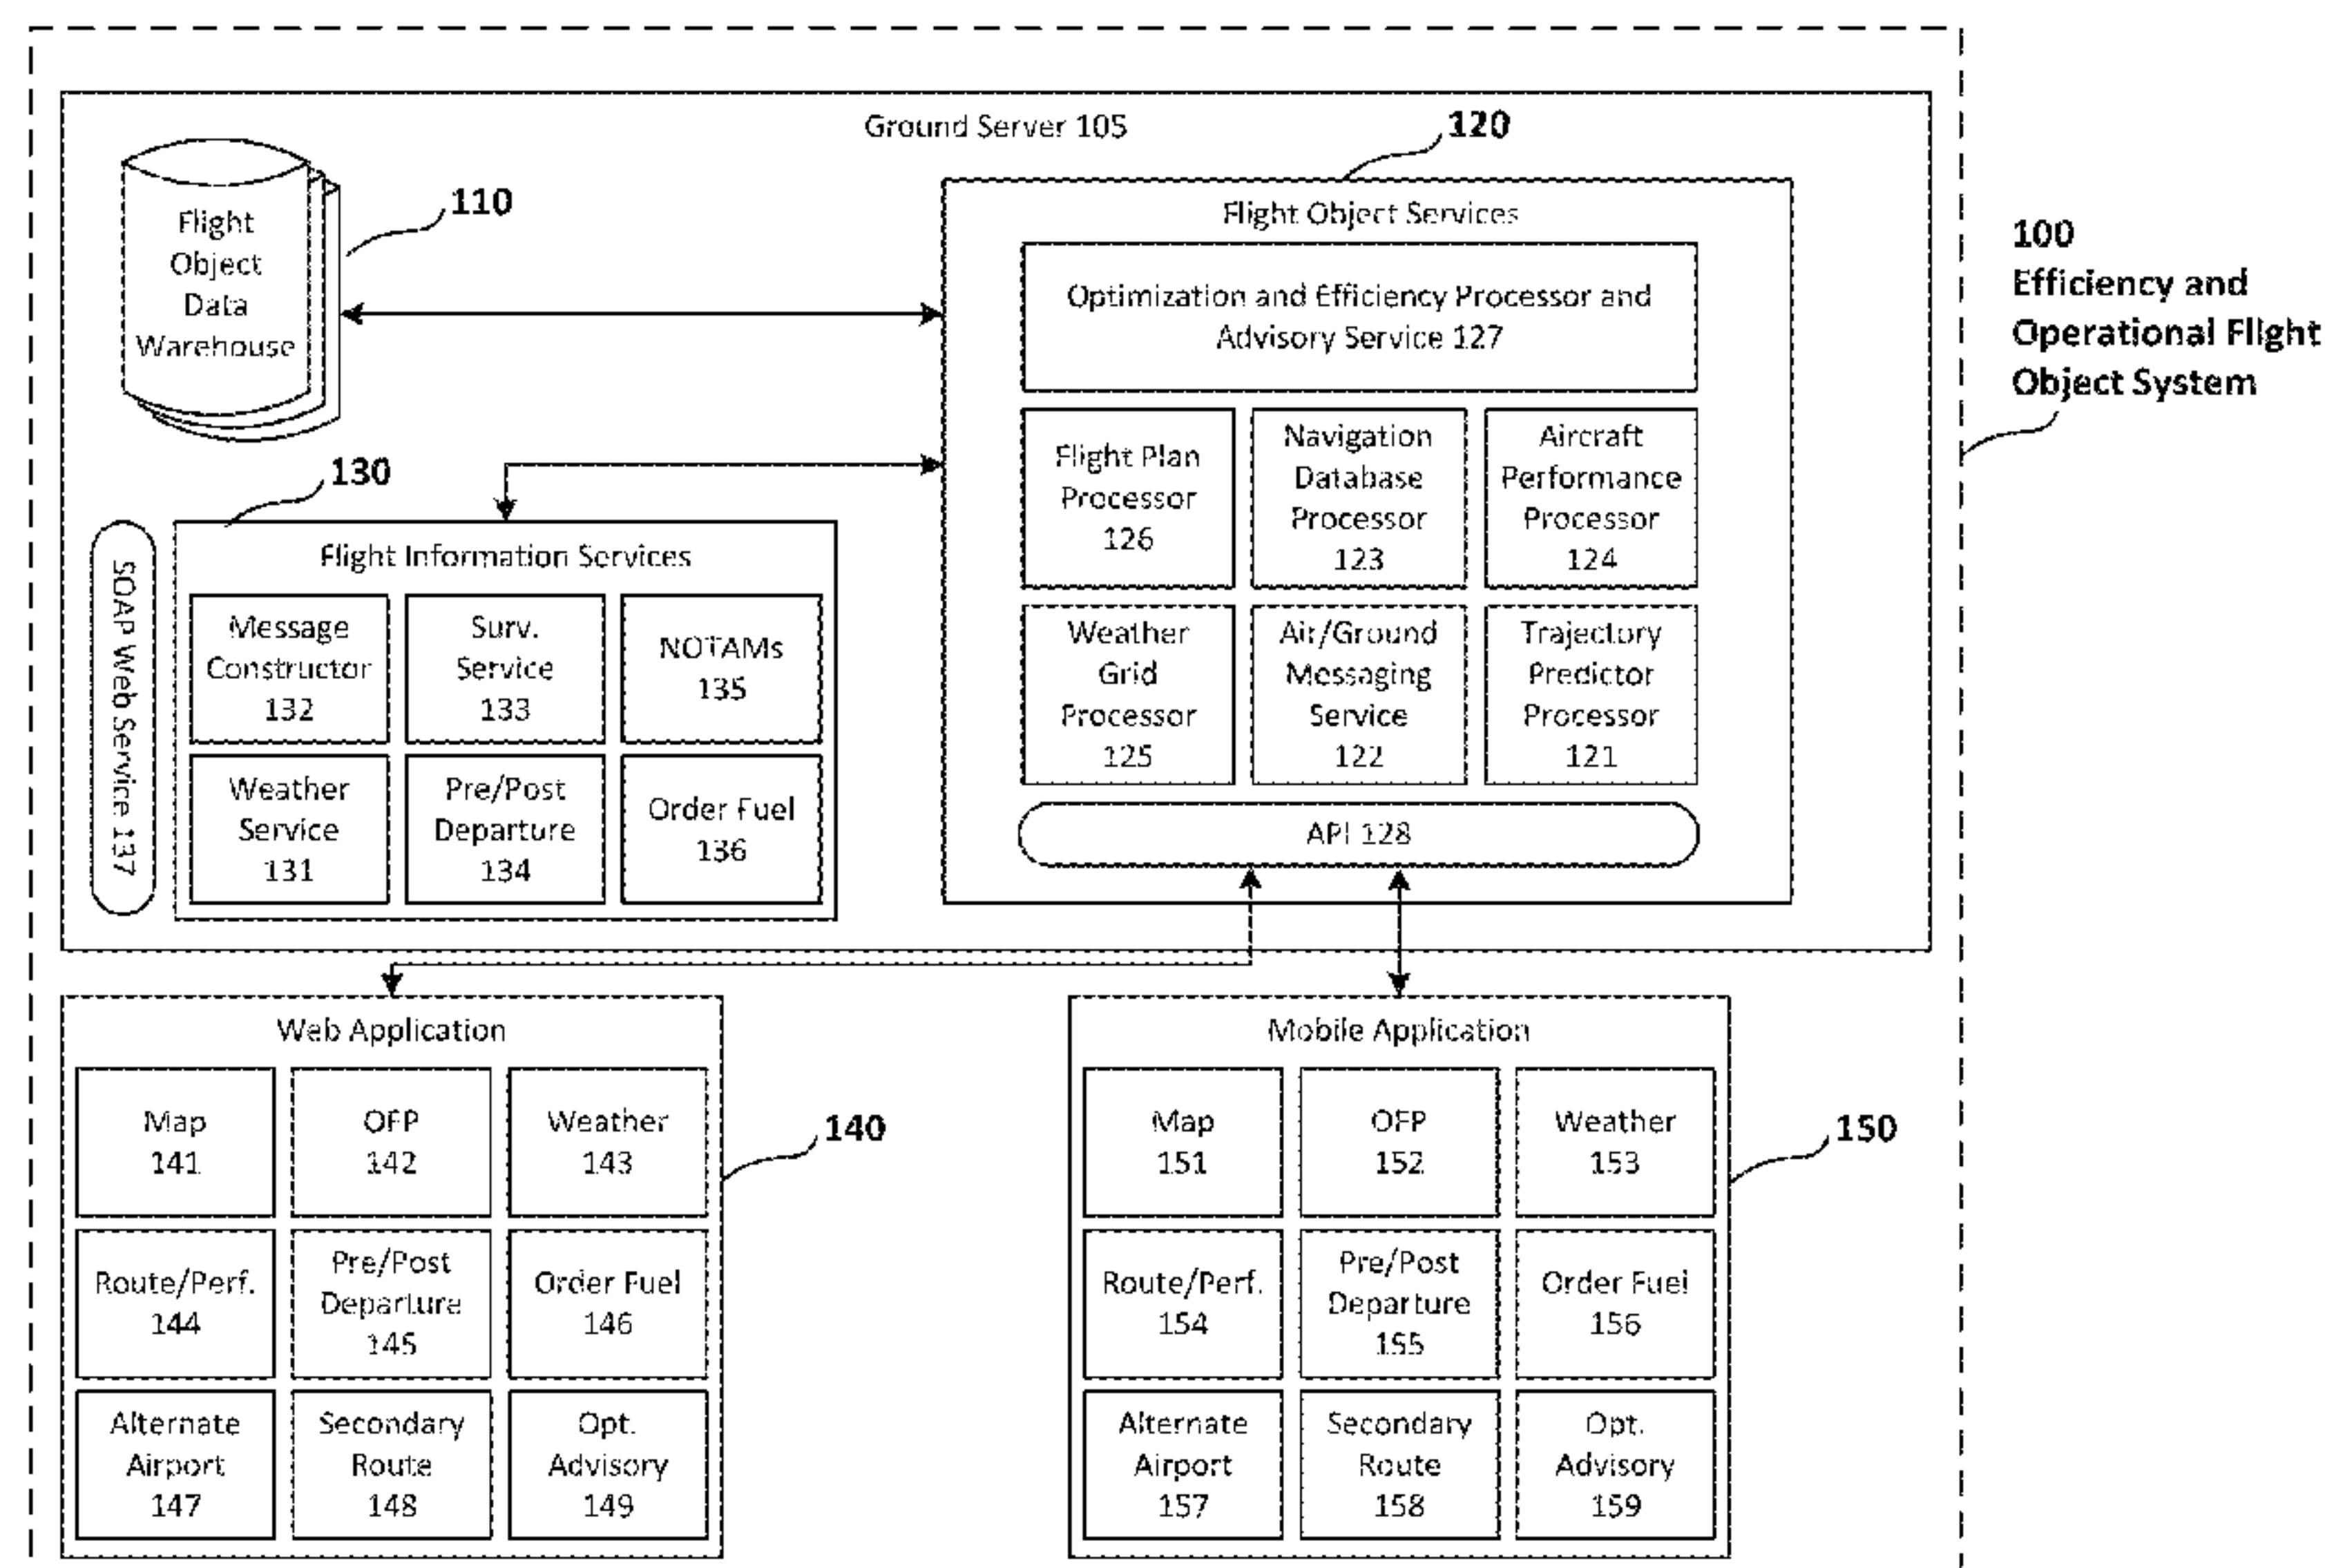 Ground Server 105
120
110
Flight
Object
Data
Warehouse
Flight Object Services
Optimization and Efficiency Processor and
Advisory Service 127
Flight Plan
Processor
126
Navigation
Database
Processor
123
Aircraft
Performance
Processor
124
Weather
Grid
Processor
125
Air/Ground
Messaging
Service
122
Trajectory
Predictor
Processor
121
API 128
100
Efficiency and
Operational Flight
Object System
130
SOAP Web Service 137
Flight Information Services
Message
Constructor
132
Surv.
Service
133
NOTAMs
135
Weather
Service
131
Pre/Post
Departure
134
Order Fuel
136
Web Application
Map
141
OFP
142
Weather
143
Route/Perf.
144
Pre/Post
Departure
145
Order Fuel
146
Alternate
Airport
147
Secondary
Route
148
Opt.
Advisory
149
140
Mobile Application
Map
151
OFP
152
Weather
153
Route/Perf.
154
Pre/Post
Departure
155
Order Fuel
156
Alternate
Airport
157
Secondary
Route
158
Opt.
Advisory
159
150